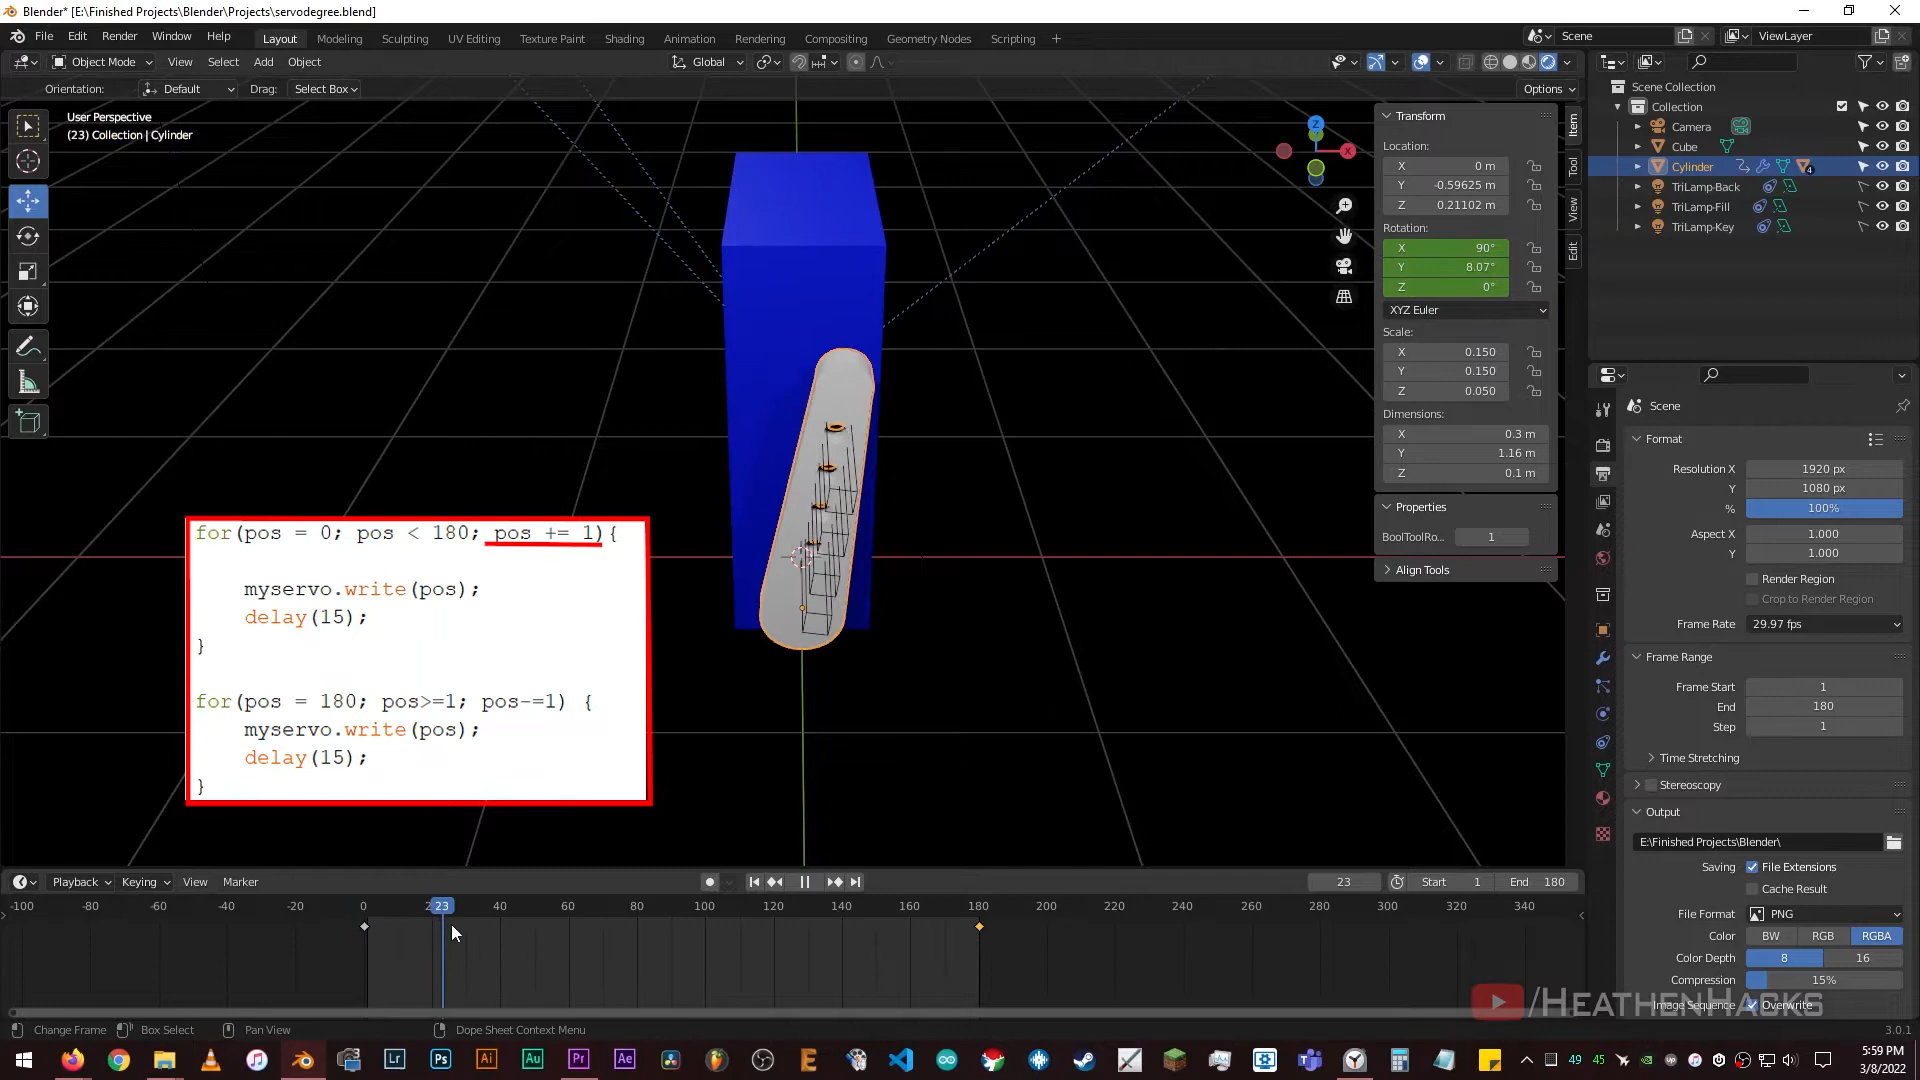 Blender* [E:\Finished Projects\Blender\Projects\servodegree.blend]
File Edit Render Window Help
Layout Modeling Sculpting UV Editing Texture Paint Shading Animation Rendering Compositing Geometry Nodes Scripting +
Scene ViewLayer
Object Mode View Select Add Object Global
Orientation: Default Drag: Select Box Options
User Perspective
(23) Collection | Cylinder
Z
X
Item
Tool
View
Edit
Transform
Location:
X 0 m
Y -0.59625 m
Z 0.21102 m
Rotation:
X 90°
Y 8.07°
Z 0°
XYZ Euler
Scale:
X 0.150
Y 0.150
Z 0.050
Dimensions:
X 0.3 m
Y 1.16 m
Z 0.1 m
Properties
BoolToolRo... 1
Align Tools
Scene Collection
Collection
Camera
Cube
Cylinder 4
TriLamp-Back
TriLamp-Fill
TriLamp-Key
Scene
Format
Resolution X 1920 px
Y 1080 px
% 100%
Aspect X 1.000
Y 1.000
Render Region
Crop to Render Region
Frame Rate 29.97 fps
Frame Range
Frame Start 1
End 180
Step 1
Time Stretching
Stereoscopy
Output
E:\Finished Projects\Blender\
Saving File Extensions
Cache Result
File Format PNG
Color BW RGB RGBA
Color Depth 8 16
Compression 15%
Image Sequence Overwrite
for(pos = 0; pos < 180; pos += 1){
myservo.write(pos);
delay(15);
}
for(pos = 180; pos>=1; pos-=1) {
myservo.write(pos);
delay(15);
}
Playback Keying View Marker
23 Start 1 End 180
-100 -80 -60 -40 -20 0 23 40 60 80 100 120 140 160 180 200 220 240 260 280 300 320 340
/HEATHENHACKS
Change Frame Box Select Pan View Dope Sheet Context Menu 3.0.1
Lr Ps Ai Au Pr Ae
49 45
5:59 PM
3/8/2022